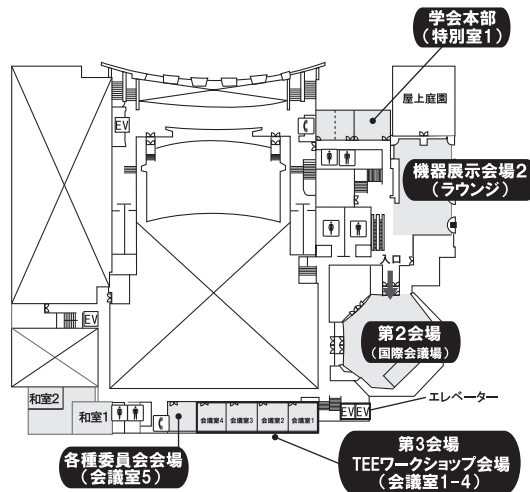 学会本部
（特別室1）
屋上庭園
EV
機器展示会場2
（ラウンジ）
入口
第2会場
（国際会議場）
EV
和室2
和室1
会議室4
会議室3
会議室2
会議室1
EV
EV
エレベーター
各種委員会会場
（会議室5）
第3会場
TEEワークショップ会場
（会議室1-4）